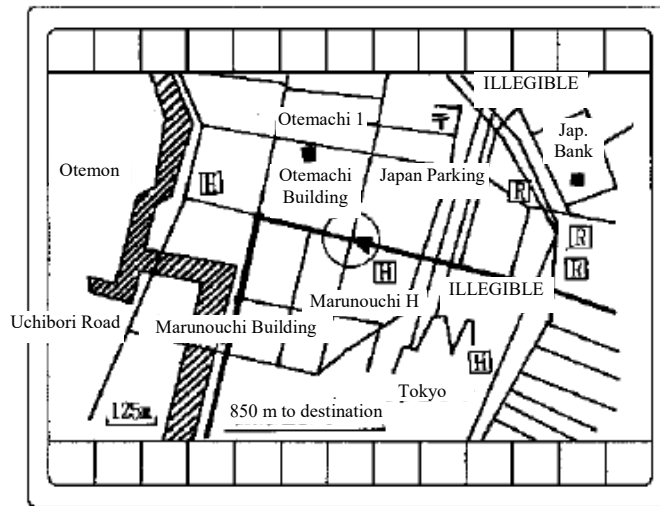 ILLEGIBLE
Otemachi 1
〒
Jap.
Bank
Otemon
Otemachi
Building
Japan Parking
R
R
H
Marunouchi H
ILLEGIBLE
Uchibori Road
Marunouchi Building
H
Tokyo
125m
850 m to destination